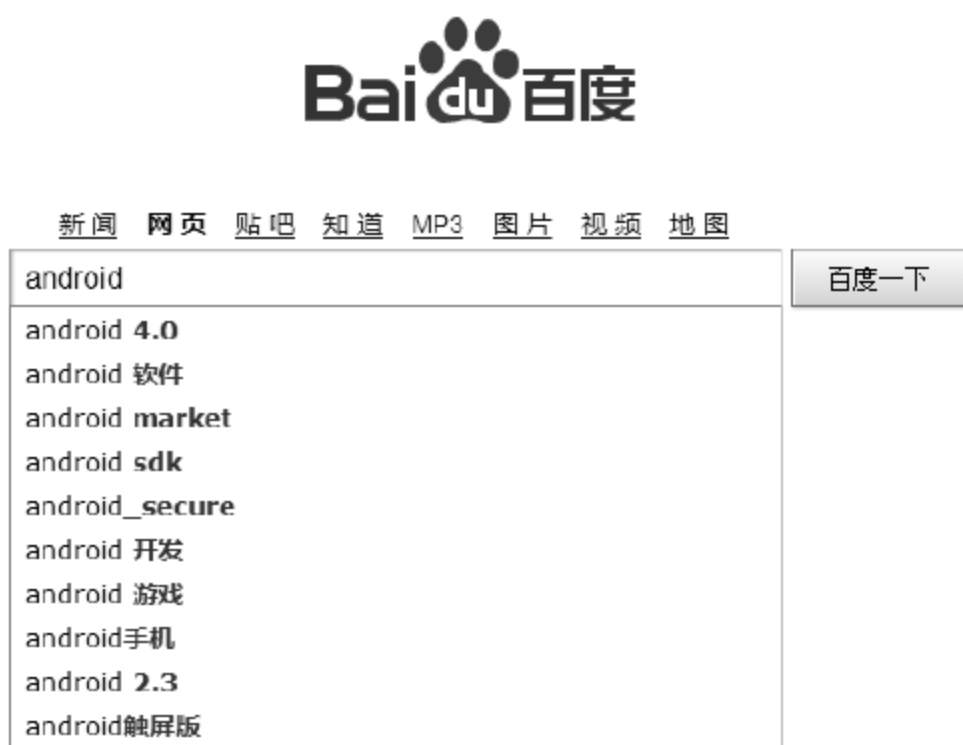 Baidu百度
新闻 网页 贴吧 知道 MP3 图片 视频 地图
android 百度一下
android 4.0
android 软件
android market
android sdk
android_secure
android 开发
android 游戏
android手机
android 2.3
android触屏版